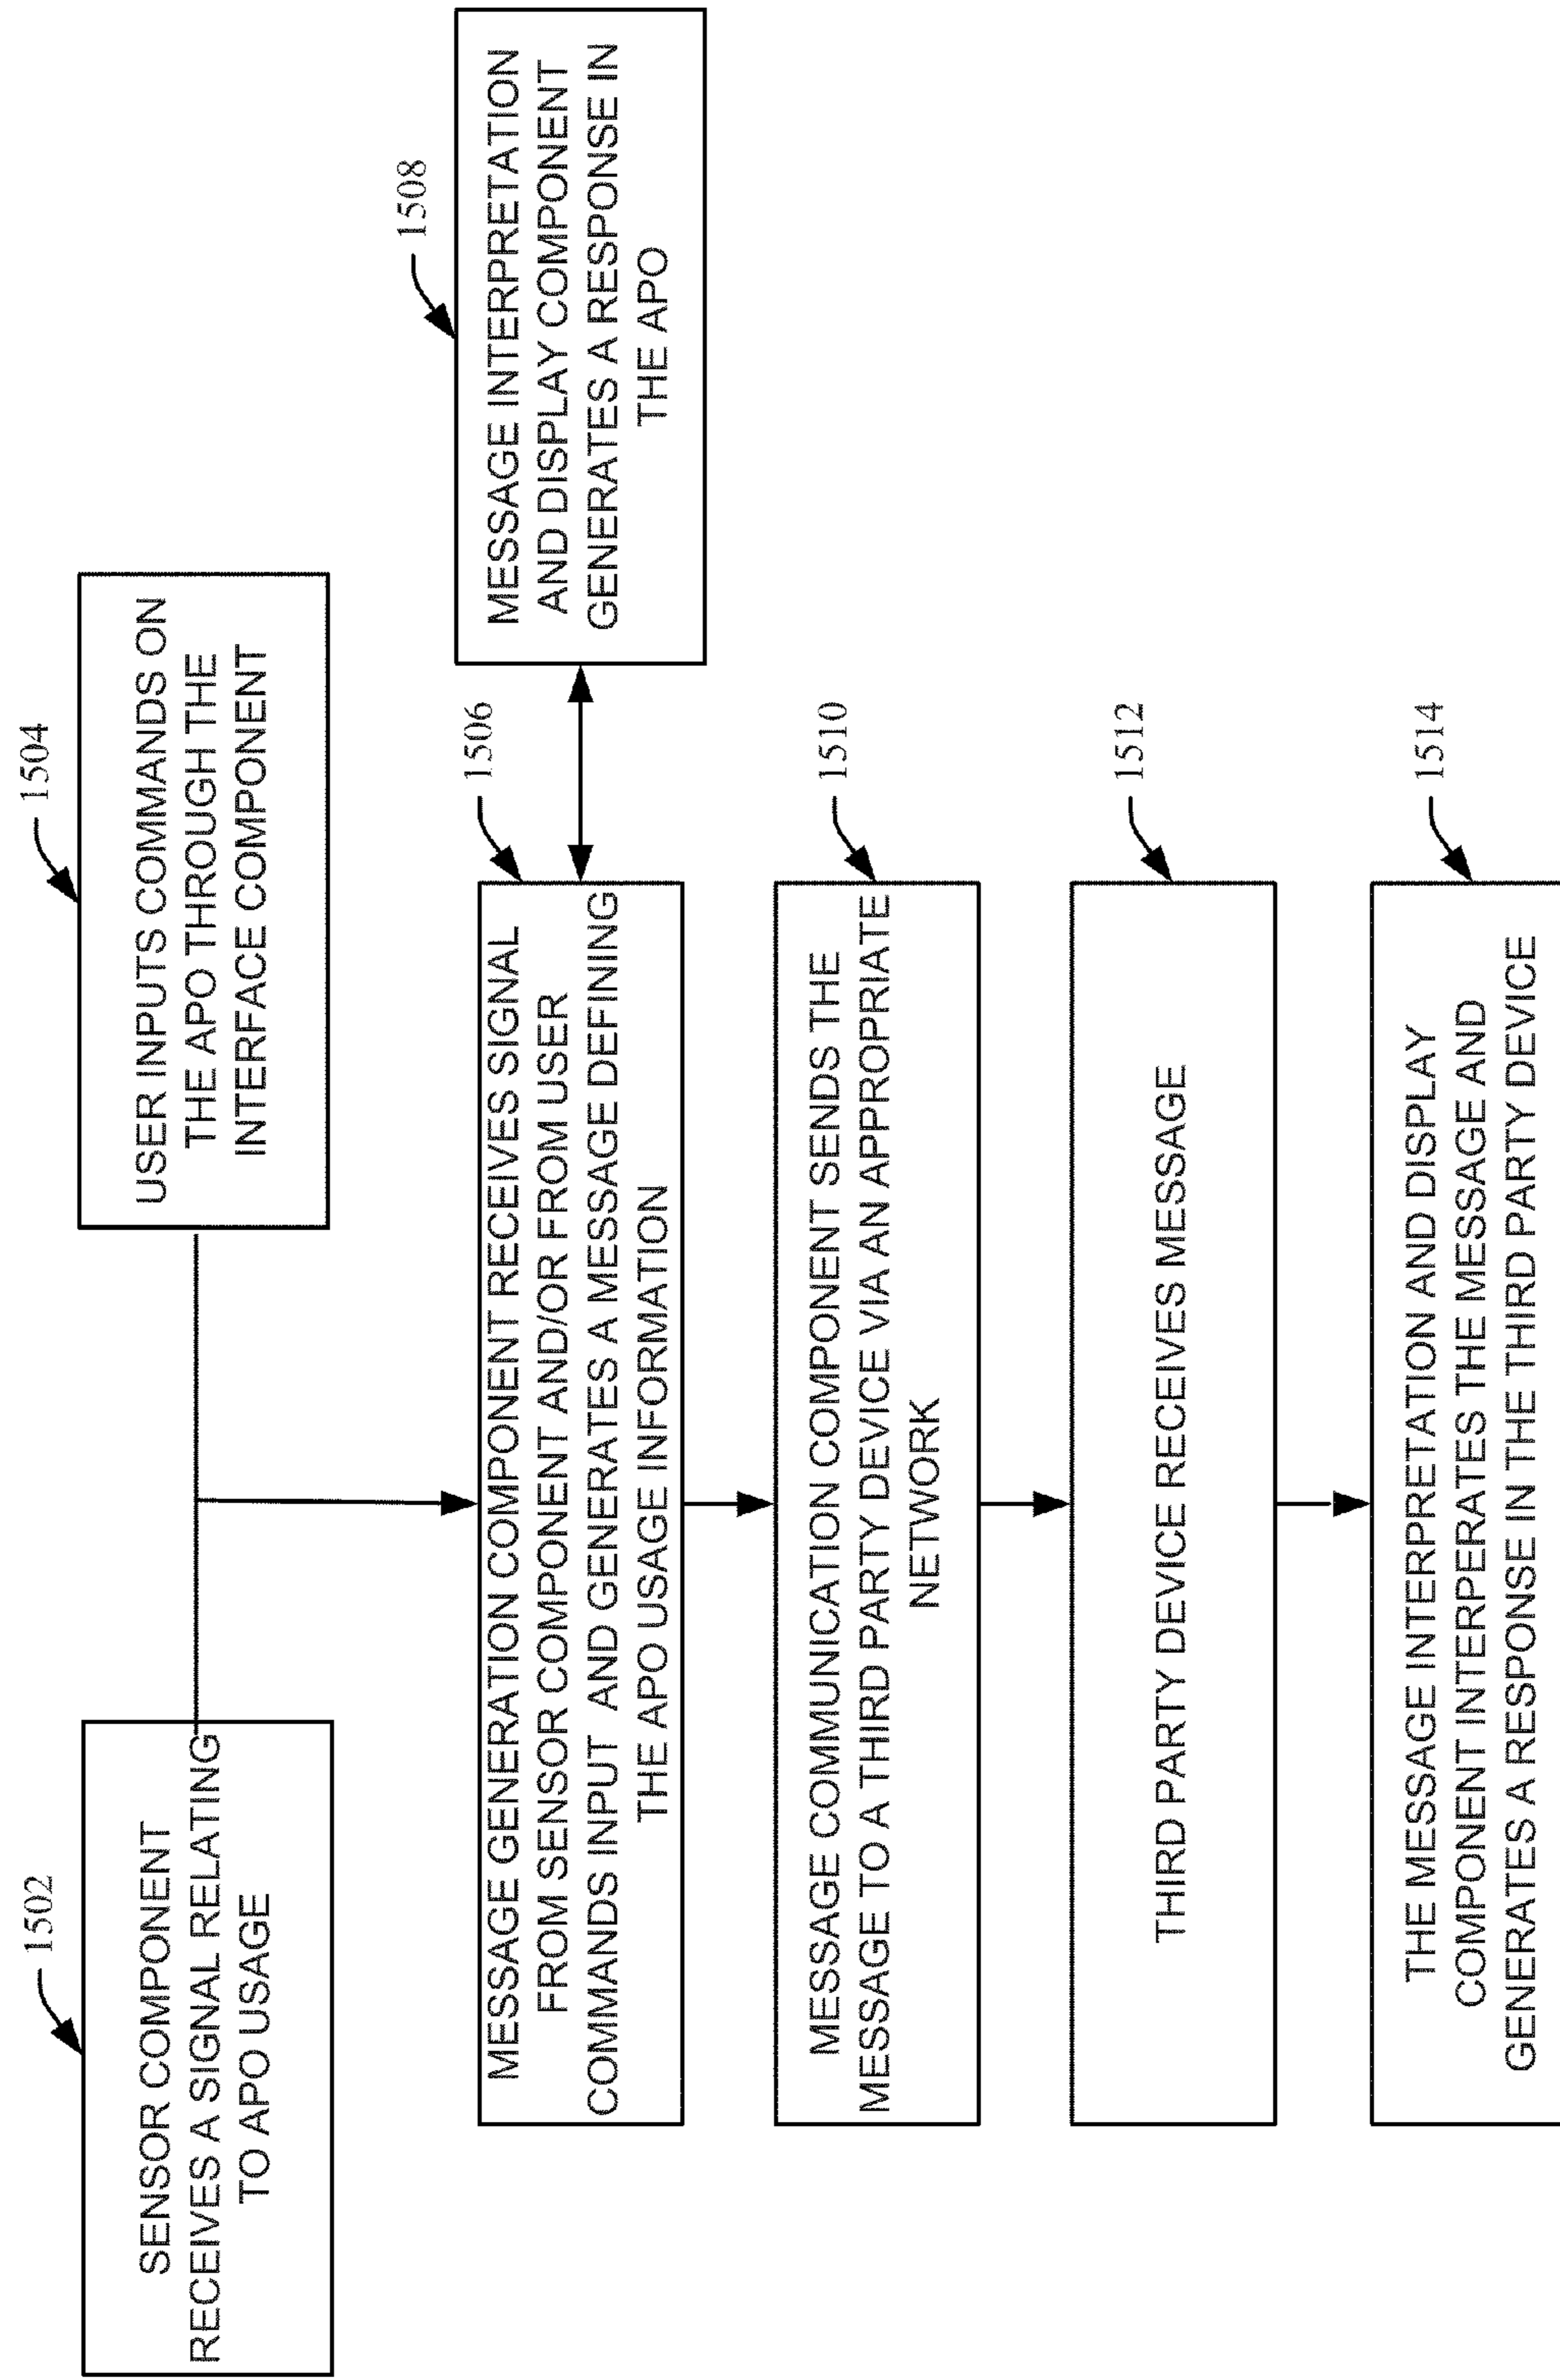 1502
SENSOR COMPONENT
RECEIVES A SIGNAL RELATING
TO APO USAGE
1504
USER INPUTS COMMANDS ON
THE APO THROUGH THE
INTERFACE COMPONENT
1506
MESSAGE GENERATION COMPONENT RECEIVES SIGNAL
FROM SENSOR COMPONENT AND/OR FROM USER
COMMANDS INPUT AND GENERATES A MESSAGE DEFINING
THE APO USAGE INFORMATION
1508
MESSAGE INTERPRETATION
AND DISPLAY COMPONENT
GENERATES A RESPONSE IN
THE APO
1510
MESSAGE COMMUNICATION COMPONENT SENDS THE
MESSAGE TO A THIRD PARTY DEVICE VIA AN APPROPRIATE
NETWORK
1512
THIRD PARTY DEVICE RECEIVES MESSAGE
1514
THE MESSAGE INTERPRETATION AND DISPLAY
COMPONENT INTERPERATES THE MESSAGE AND
GENERATES A RESPONSE IN THE THIRD PARTY DEVICE